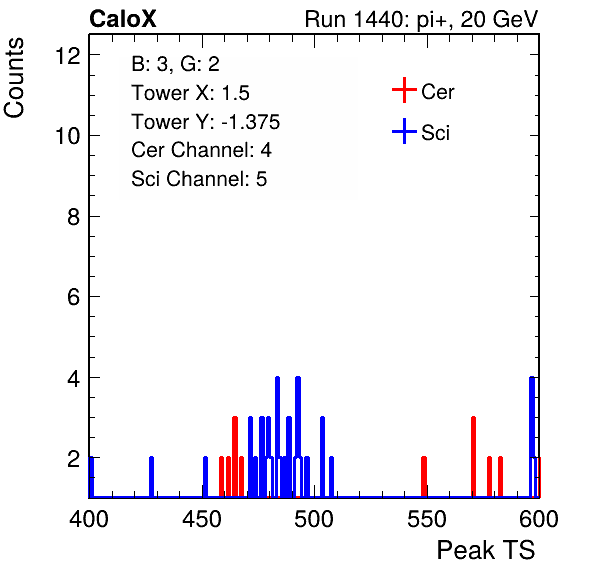 CaloX Run 1440: pi+, 20 GeV
Counts
B: 3, G: 2
Tower X: 1.5
Tower Y: -1.375
Cer Channel: 4
Sci Channel: 5
Cer
Sci
12
10
8
6
4
2
400 450 500 550 600
Peak TS